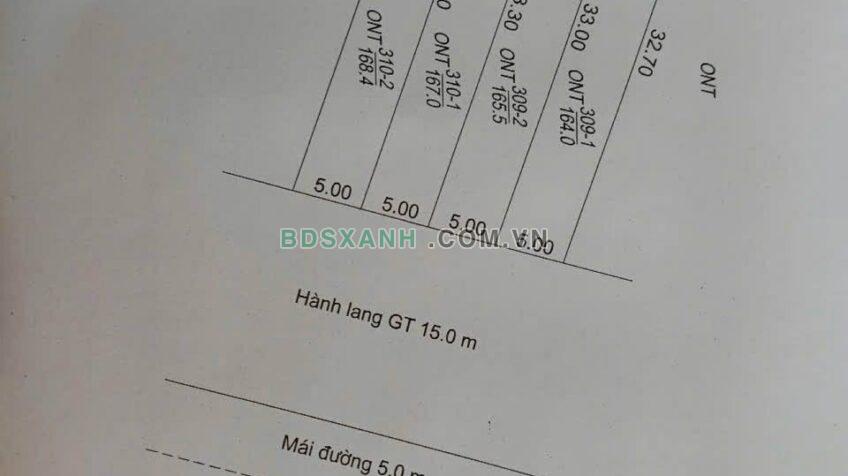 ONT 310-2
168.4
0
ONT 310-1
167.0
3.30
ONT 309-2
165.5
33.00
ONT 309-1
164.0
32.70
ONT
5.00
5.00
5.00
5.00
BDSXANH .COM.VN
Hành lang GT 15.0 m
Mái đường 5.0 m